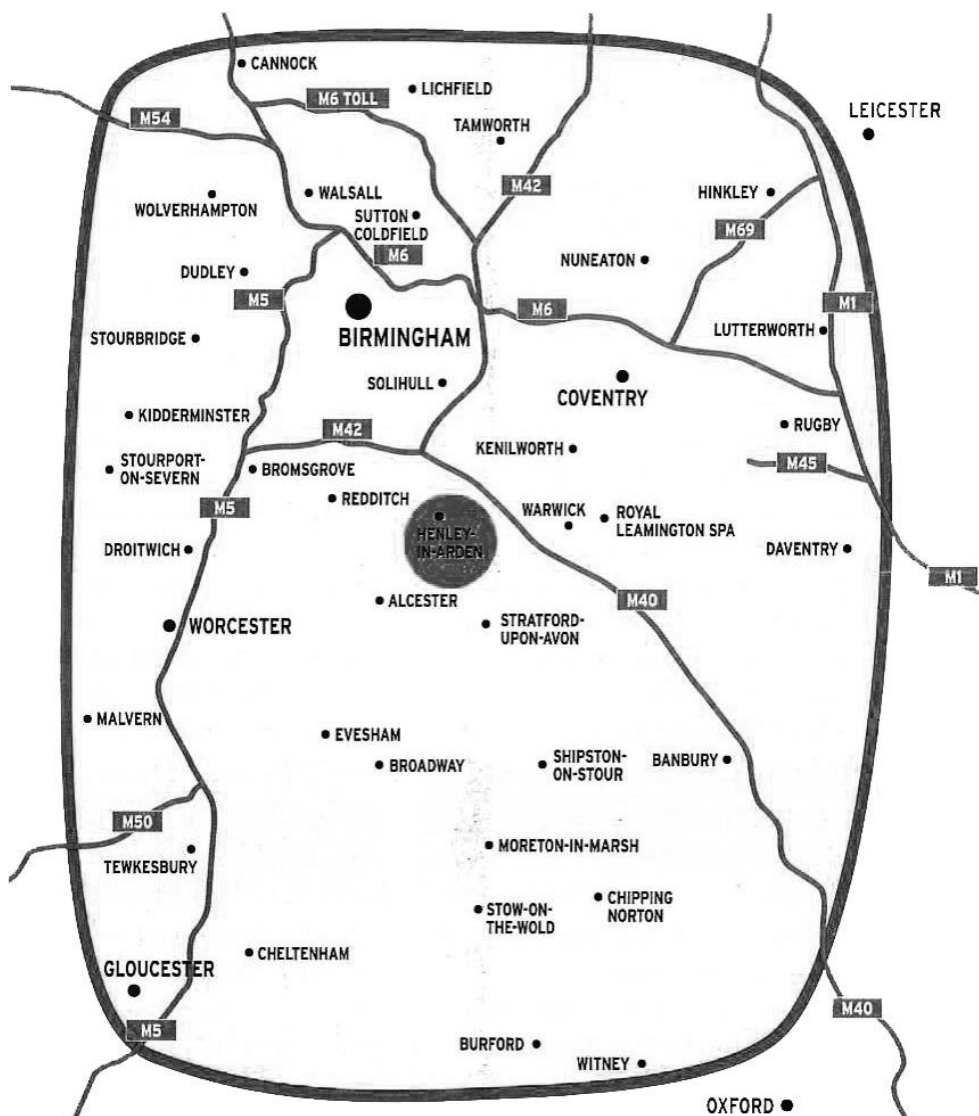 CANNOCK
LICHFIELD
M6 TOLL
M54
TAMWORTH
LEICESTER
M42
WALSALL
HINKLEY
WOLVERHAMPTON
SUTTON
COLDFIELD
M69
M6
NUNEATON
DUDLEY
M5
M6
M1
BIRMINGHAM
LUTTERWORTH
STOURBRIDGE
SOLIHULL
COVENTRY
KIDDERMINSTER
M42
RUGBY
KENILWORTH
STOURPORT-
ON-SEVERN
BROMSGROVE
M45
REDDITCH
M5
WARWICK
ROYAL
LEAMINGTON SPA
HENLEY-
IN-ARDEN
DROITWICH
DAVENTRY
M1
ALCESTER
M40
WORCESTER
STRATFORD-
UPON-AVON
MALVERN
EVESHAM
BROADWAY
SHIPSTON-
ON-STOUR
BANBURY
M50
TEWKESBURY
MORETON-IN-MARSH
STOW-ON-
THE-WOLD
CHIPPING
NORTON
CHELTENHAM
GLOUCESTER
M5
M40
BURFORD
WITNEY
OXFORD